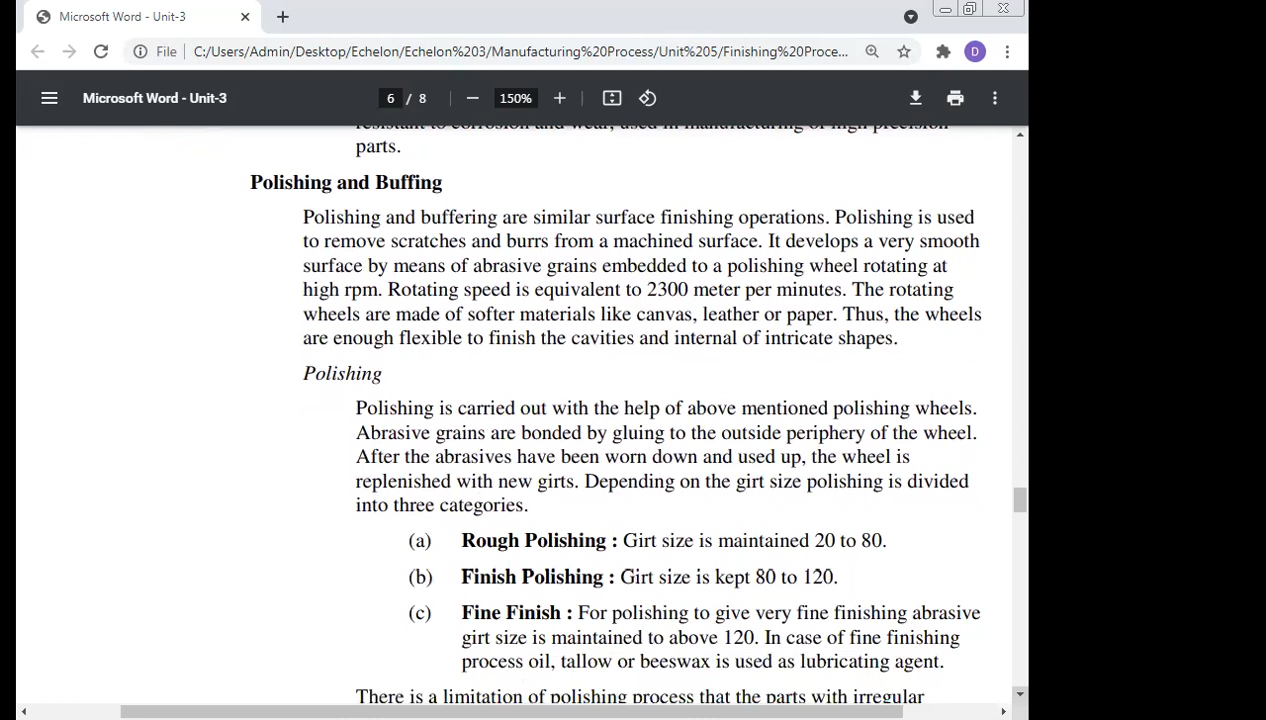 Microsoft Word - Unit-3
File C:/Users/Admin/Desktop/Echelon/Echelon%203/Manufacturing%20Process/Unit%205/Finishing%20Proce... D
Microsoft Word - Unit-3 6 / 8 150%
resistant to corrosion and wear, used in manufacturing of high precision
parts.
Polishing and Buffing
Polishing and buffering are similar surface finishing operations. Polishing is used
to remove scratches and burrs from a machined surface. It develops a very smooth
surface by means of abrasive grains embedded to a polishing wheel rotating at
high rpm. Rotating speed is equivalent to 2300 meter per minutes. The rotating
wheels are made of softer materials like canvas, leather or paper. Thus, the wheels
are enough flexible to finish the cavities and internal of intricate shapes.
Polishing
Polishing is carried out with the help of above mentioned polishing wheels.
Abrasive grains are bonded by gluing to the outside periphery of the wheel.
After the abrasives have been worn down and used up, the wheel is
replenished with new girts. Depending on the girt size polishing is divided
into three categories.
(a) Rough Polishing : Girt size is maintained 20 to 80.
(b) Finish Polishing : Girt size is kept 80 to 120.
(c) Fine Finish : For polishing to give very fine finishing abrasive
girt size is maintained to above 120. In case of fine finishing
process oil, tallow or beeswax is used as lubricating agent.
There is a limitation of polishing process that the parts with irregular